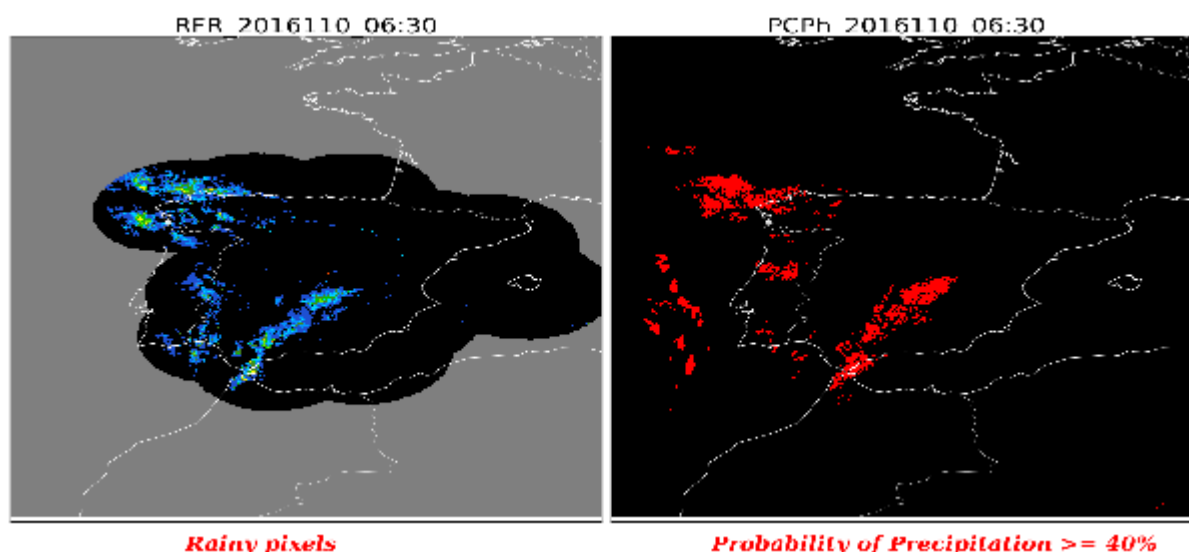 RFR_2016110_06:30
PCPh_2016110_06:30
Rainy pixels
Probability of Precipitation >= 40%